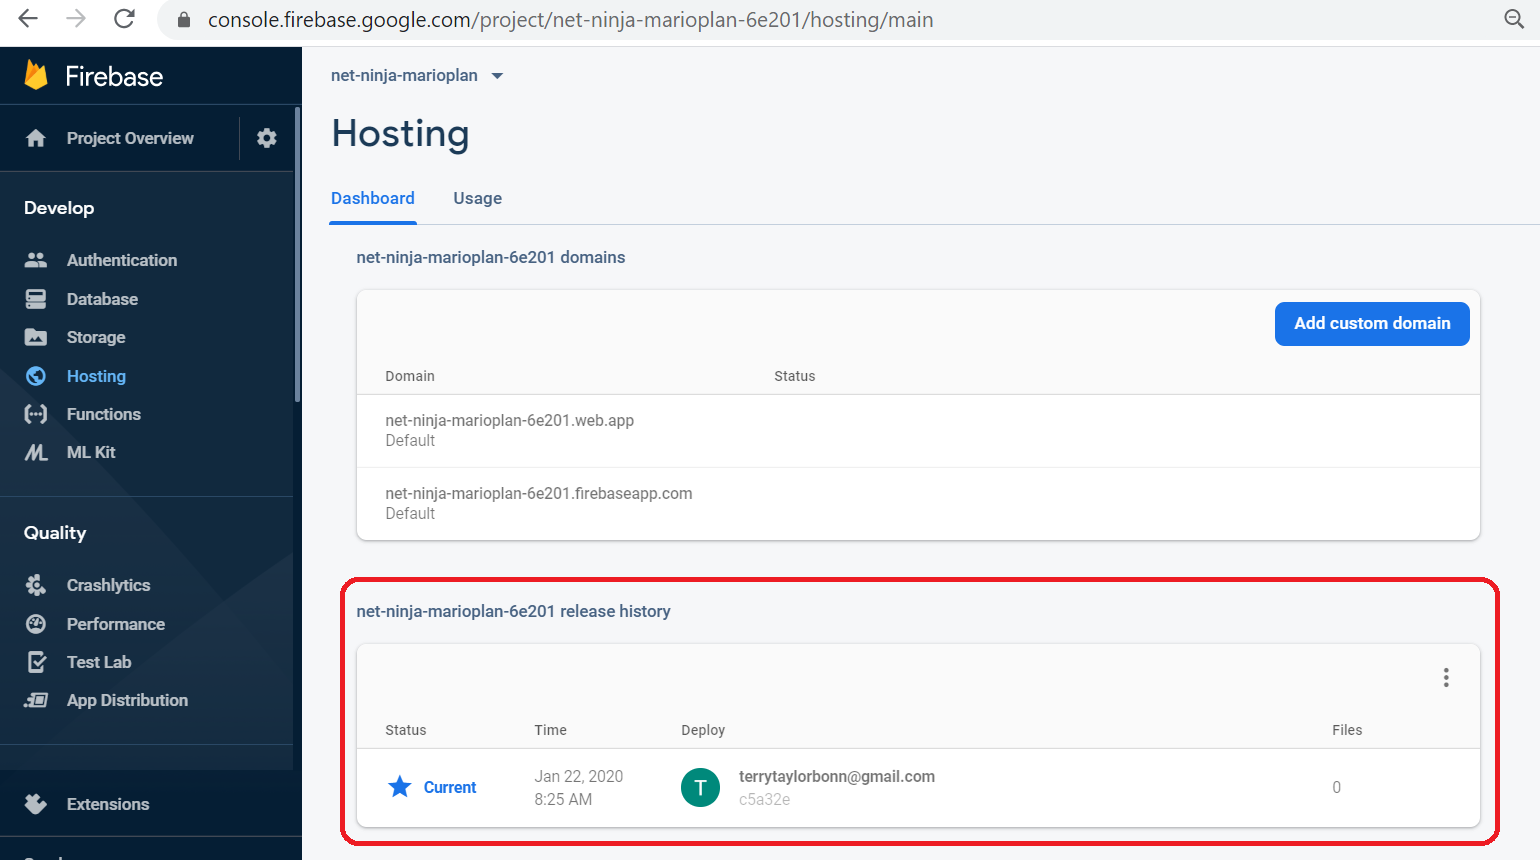 console.firebase.google.com/project/net-ninja-marioplan-6e201/hosting/main
Firebase
Project Overview
Develop
Authentication
Database
Storage
Hosting
Functions
ML Kit
Quality
Crashlytics
Performance
Test Lab
App Distribution
Extensions
net-ninja-marioplan
Hosting
Dashboard Usage
net-ninja-marioplan-6e201 domains
Add custom domain
Domain Status
net-ninja-marioplan-6e201.web.app
Default
net-ninja-marioplan-6e201.firebaseapp.com
Default
net-ninja-marioplan-6e201 release history
Status Time Deploy Files
Current Jan 22, 2020 8:25 AM T terrytaylorbonn@gmail.com c5a32e 0